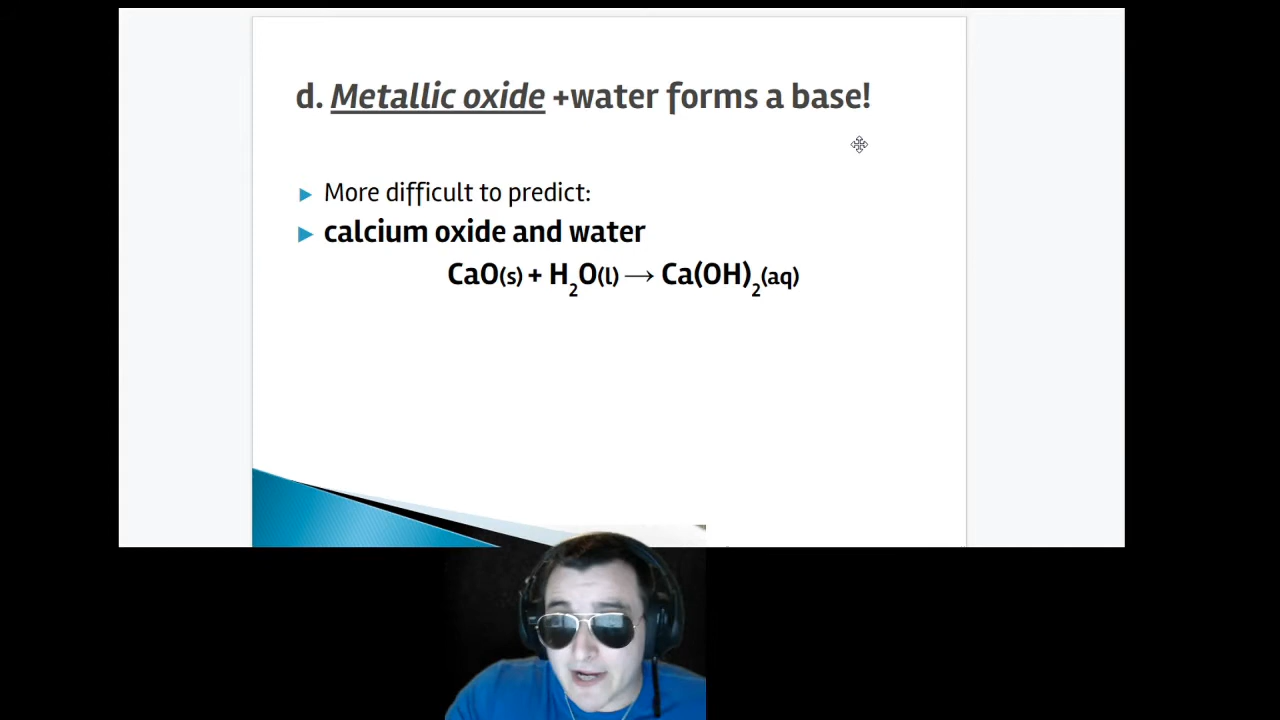 d. Metallic oxide +water forms a base!
More difficult to predict:
calcium oxide and water
CaO(s) + H₂O(l) → Ca(OH)₂(aq)